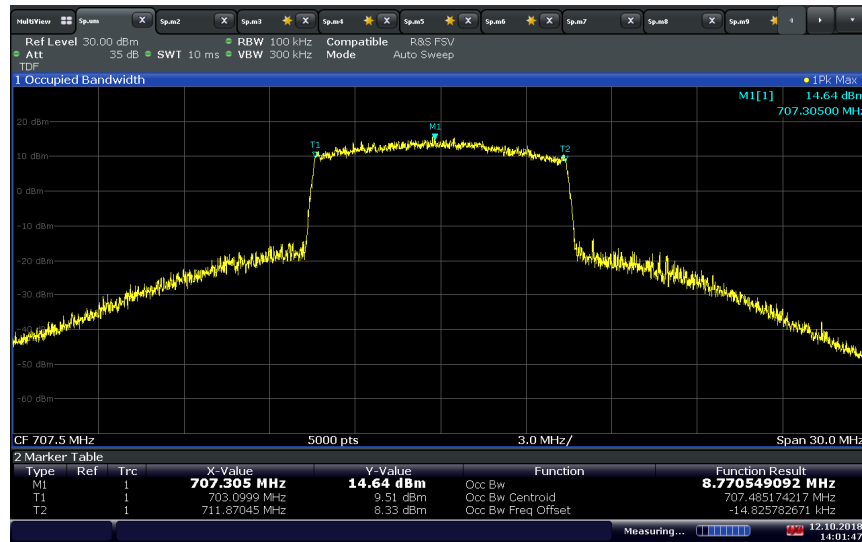 MultiView Sp.um X Sp.m2 X Sp.m3 X Sp.m4 X Sp.m5 X Sp.m6 X Sp.m7 X Sp.m8 X Sp.m9
Ref Level 30.00 dBm RBW 100 kHz Compatible R&S FSV
Att 35 dB SWT 10 ms VBW 300 kHz Mode Auto Sweep
TDF
1 Occupied Bandwidth 1Pk Max
M1[1] 14.64 dBm
707.30500 MHz
20 dBm
M1
T1
T2
10 dBm
0 dBm
-10 dBm
-20 dBm
-30 dBm
-40 dBm
-50 dBm
-60 dBm
CF 707.5 MHz 5000 pts 3.0 MHz/ Span 30.0 MHz
2 Marker Table
Type Ref Trc X-Value Y-Value Function Function Result
M1 1 707.305 MHz 14.64 dBm Occ Bw 8.770549092 MHz
T1 1 703.0999 MHz 9.51 dBm Occ Bw Centroid 707.485174217 MHz
T2 1 711.87045 MHz 8.33 dBm Occ Bw Freq Offset -14.825782671 kHz
Measuring... 12.10.2018
14:01:47